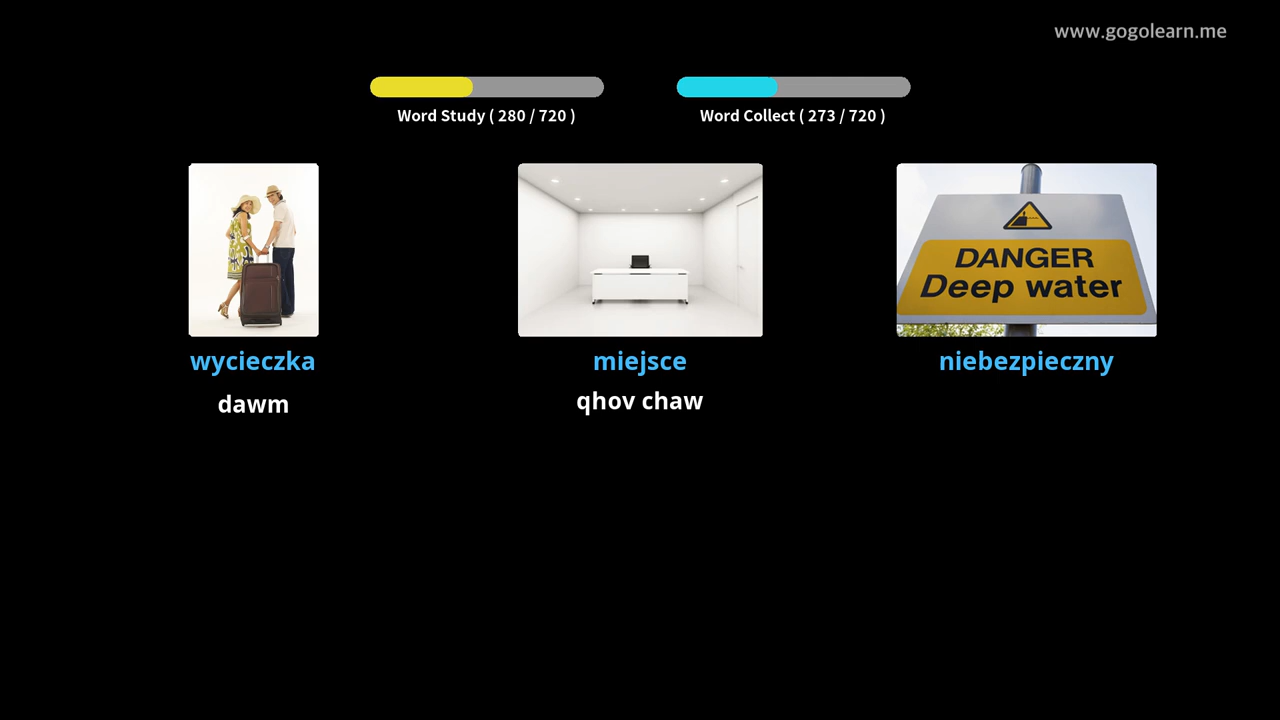 www.gogolearn.me
Word Study ( 280 / 720 )
Word Collect ( 273 / 720 )
DANGER
Deep water
wycieczka
miejsce
niebezpieczny
dawm
qhov chaw